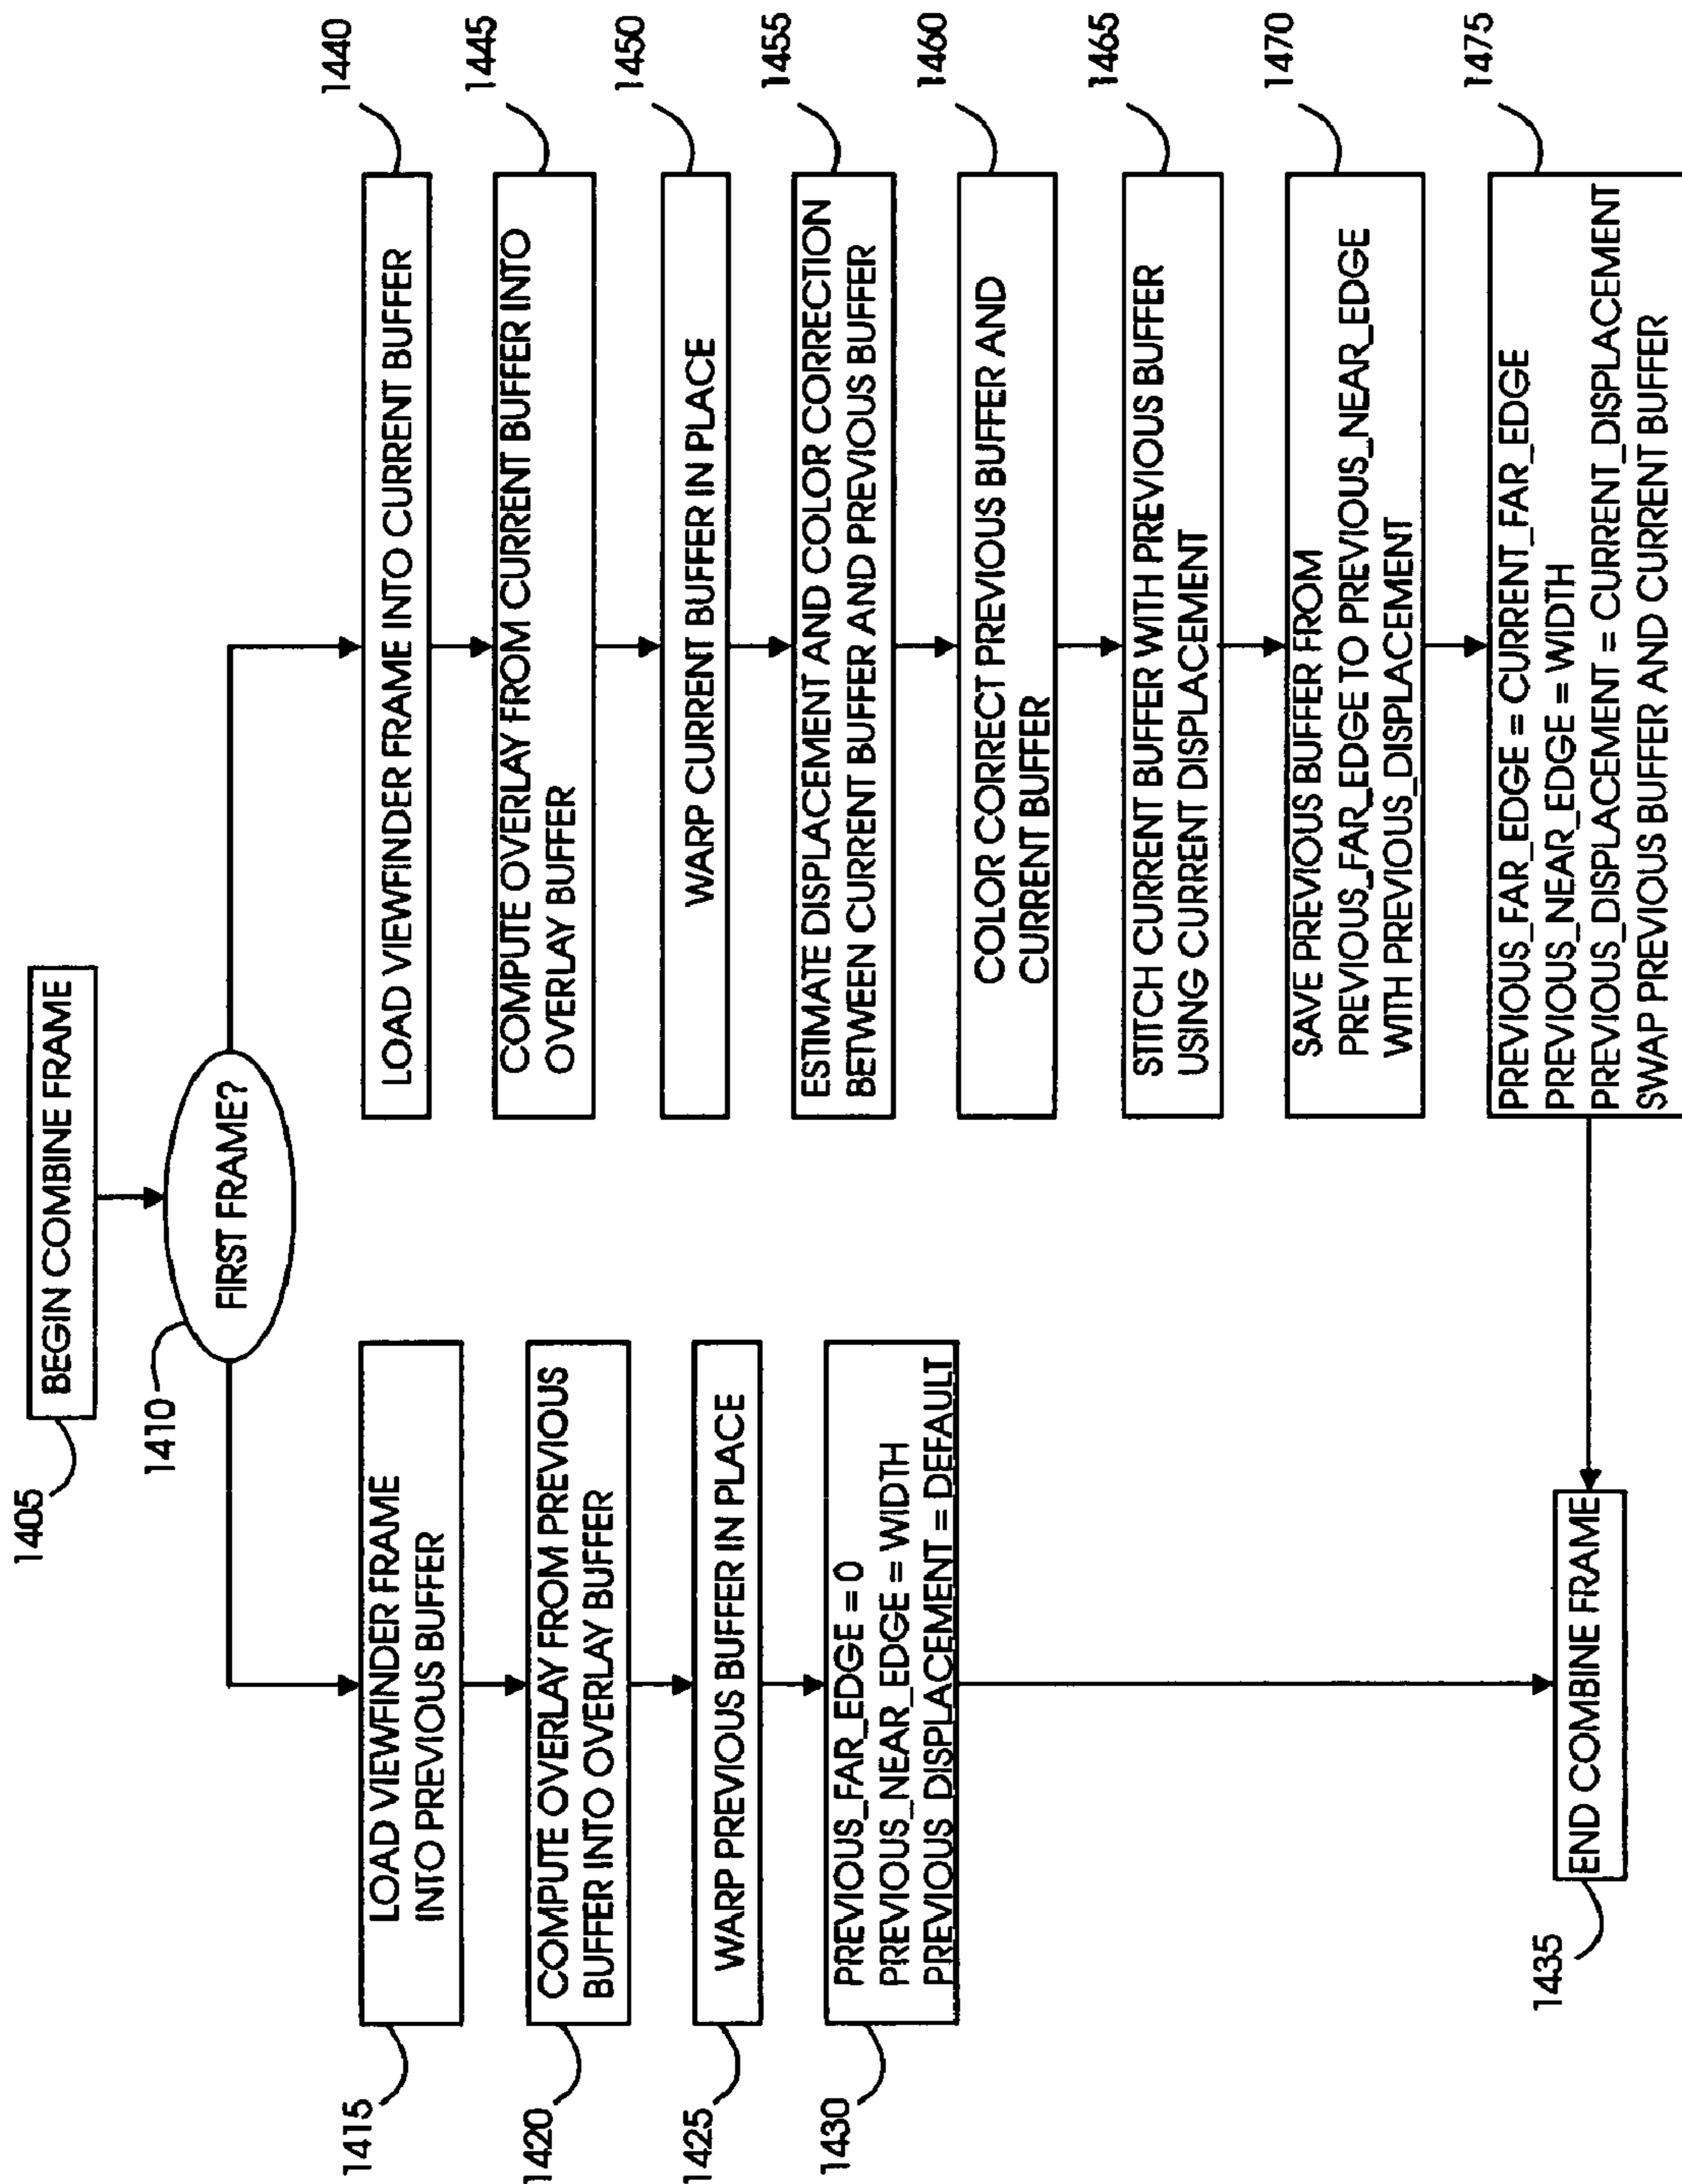 1405
BEGIN COMBINE FRAME
1410
FIRST FRAME?
1415
LOAD VIEWFINDER FRAME
INTO PREVIOUS BUFFER
1420
COMPUTE OVERLAY FROM PREVIOUS
BUFFER INTO OVERLAY BUFFER
1425
WARP PREVIOUS BUFFER IN PLACE
1430
PREVIOUS_FAR_EDGE = 0
PREVIOUS_NEAR_EDGE = WIDTH
PREVIOUS_DISPLACEMENT = DEFAULT
1435
END COMBINE FRAME
1440
LOAD VIEWFINDER FRAME INTO CURRENT BUFFER
1445
COMPUTE OVERLAY FROM CURRENT BUFFER INTO
OVERLAY BUFFER
1450
WARP CURRENT BUFFER IN PLACE
1455
ESTIMATE DISPLACEMENT AND COLOR CORRECTION
BETWEEN CURRENT BUFFER AND PREVIOUS BUFFER
1460
COLOR CORRECT PREVIOUS BUFFER AND
CURRENT BUFFER
1465
STITCH CURRENT BUFFER WITH PREVIOUS BUFFER
USING CURRENT DISPLACEMENT
1470
SAVE PREVIOUS BUFFER FROM
PREVIOUS_FAR_EDGE TO PREVIOUS_NEAR_EDGE
WITH PREVIOUS_DISPLACEMENT
1475
PREVIOUS_FAR_EDGE = CURRENT_FAR_EDGE
PREVIOUS_NEAR_EDGE = WIDTH
PREVIOUS_DISPLACEMENT = CURRENT_DISPLACEMENT
SWAP PREVIOUS BUFFER AND CURRENT BUFFER